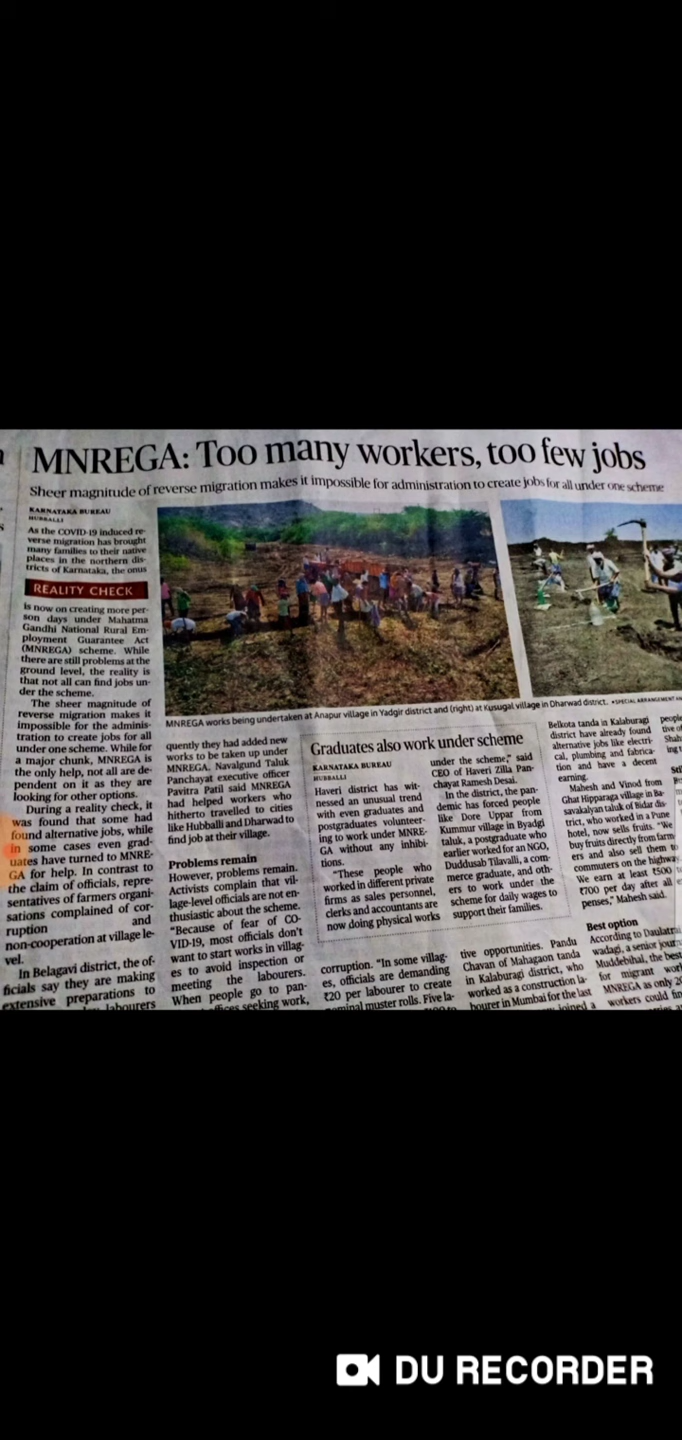 MNREGA: Too many workers, too few jobs
Sheer magnitude of reverse migration makes it impossible for administration to create jobs for all under one scheme
KARNATAKA BUREAU
HUBBALLI
As the COVID-19 induced re-
verse migration has brought
many families to their native
places in the northern dis-
tricts of Karnataka, the onus
REALITY CHECK
is now on creating more per-
son days under Mahatma
Gandhi National Rural Em-
ployment Guarantee Act
(MNREGA) scheme. While
there are still problems at the
ground level, the reality is
that not all can find jobs un-
der the scheme.
The sheer magnitude of
reverse migration makes it
impossible for the adminis-
tration to create jobs for all
under one scheme. While for
a major chunk, MNREGA is
the only help, not all are de-
pendent on it as they are
looking for other options.
During a reality check, it
was found that some had
found alternative jobs, while
in some cases even grad-
uates have turned to MNRE-
GA for help. In contrast to
the claim of officials, repre-
sentatives of farmers organi-
sations complained of cor-
ruption and
non-cooperation at village le-
vel.
In Belagavi district, the of-
ficials say they are making
extensive preparations to
labourers
MNREGA works being undertaken at Anapur village in Yadgir district and (right) at Kusugal village in Dharwad district. •SPECIAL ARRANGEMENT
quently they had added new
works to be taken up under
MNREGA. Navalgund Taluk
Panchayat executive officer
Pavitra Patil said MNREGA
had helped workers who
hitherto travelled to cities
like Hubballi and Dharwad to
find job at their village.
Problems remain
However, problems remain.
Activists complain that vil-
lage-level officials are not en-
thusiastic about the scheme.
"Because of fear of CO-
VID-19, most officials don't
want to start works in villag-
es to avoid inspection or
meeting the labourers.
When people go to pan-
seeking work,
Graduates also work under scheme
KARNATAKA BUREAU
HUBBALLI
Haveri district has wit-
nessed an unusual trend
with even graduates and
postgraduates volunteer-
ing to work under MNRE-
GA without any inhibi-
tions.
"These people who
worked in different private
firms as sales personnel,
clerks and accountants are
now doing physical works
under the scheme," said
CEO of Haveri Zilla Pan-
chayat Ramesh Desai.
In the district, the pan-
demic has forced people
like Dore Uppar from
Kummur village in Byadgi
taluk, a postgraduate who
earlier worked for an NGO,
Duddusab Tilavalli, a com-
merce graduate, and oth-
ers to work under the
scheme for daily wages to
support their families.
corruption. "In some villag-
es, officials are demanding
₹20 per labourer to create
nominal muster rolls. Five la-
tive opportunities. Pandu
Chavan of Mahagaon tanda
in Kalaburagi district, who
worked as a construction la-
bourer in Mumbai for the last
joined a
Belkota tanda in Kalaburagi
district have already found
alternative jobs like electri-
cal, plumbing and fabrica-
tion and have a decent
earning.
Mahesh and Vinod from
Ghat Hipparaga village in Ba-
savakalyan taluk of Bidar dis-
trict, who worked in a Pune
hotel, now sells fruits. "We
buy fruits directly from farm-
ers and also sell them to
commuters on the highway.
We earn at least ₹500 to
₹700 per day after all ex-
penses," Mahesh said.
Best option
According to
a senior
Muddebihal, the best
for migrant
MNREGA as only
workers could
people
DU RECORDER